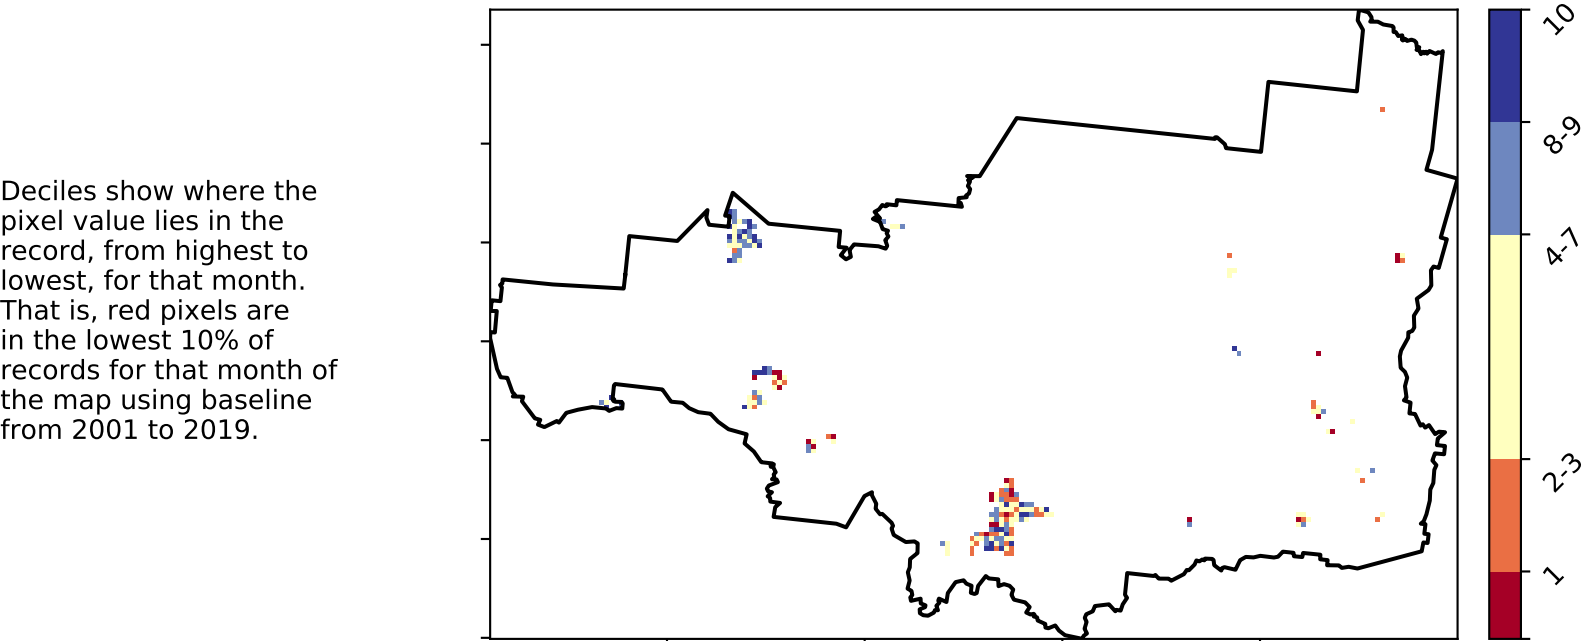 Deciles show where the
pixel value lies in the
record, from highest to
lowest, for that month.
That is, red pixels are
in the lowest 10% of
records for that month of
the map using baseline
from 2001 to 2019.
10
8-9
4-7
2-3
1